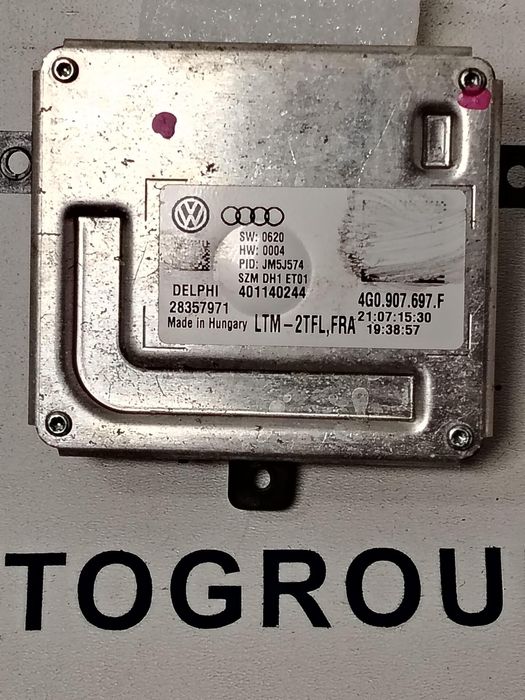 SW: 0620
HW: 0004
PID: JM5J574
SZM DH1 ET01
DELPHI 401140244 4G0.907.697.F
28357971 21:07:15:30
Made in Hungary LTM-2TFL,FRA 19:38:57
TOGROU